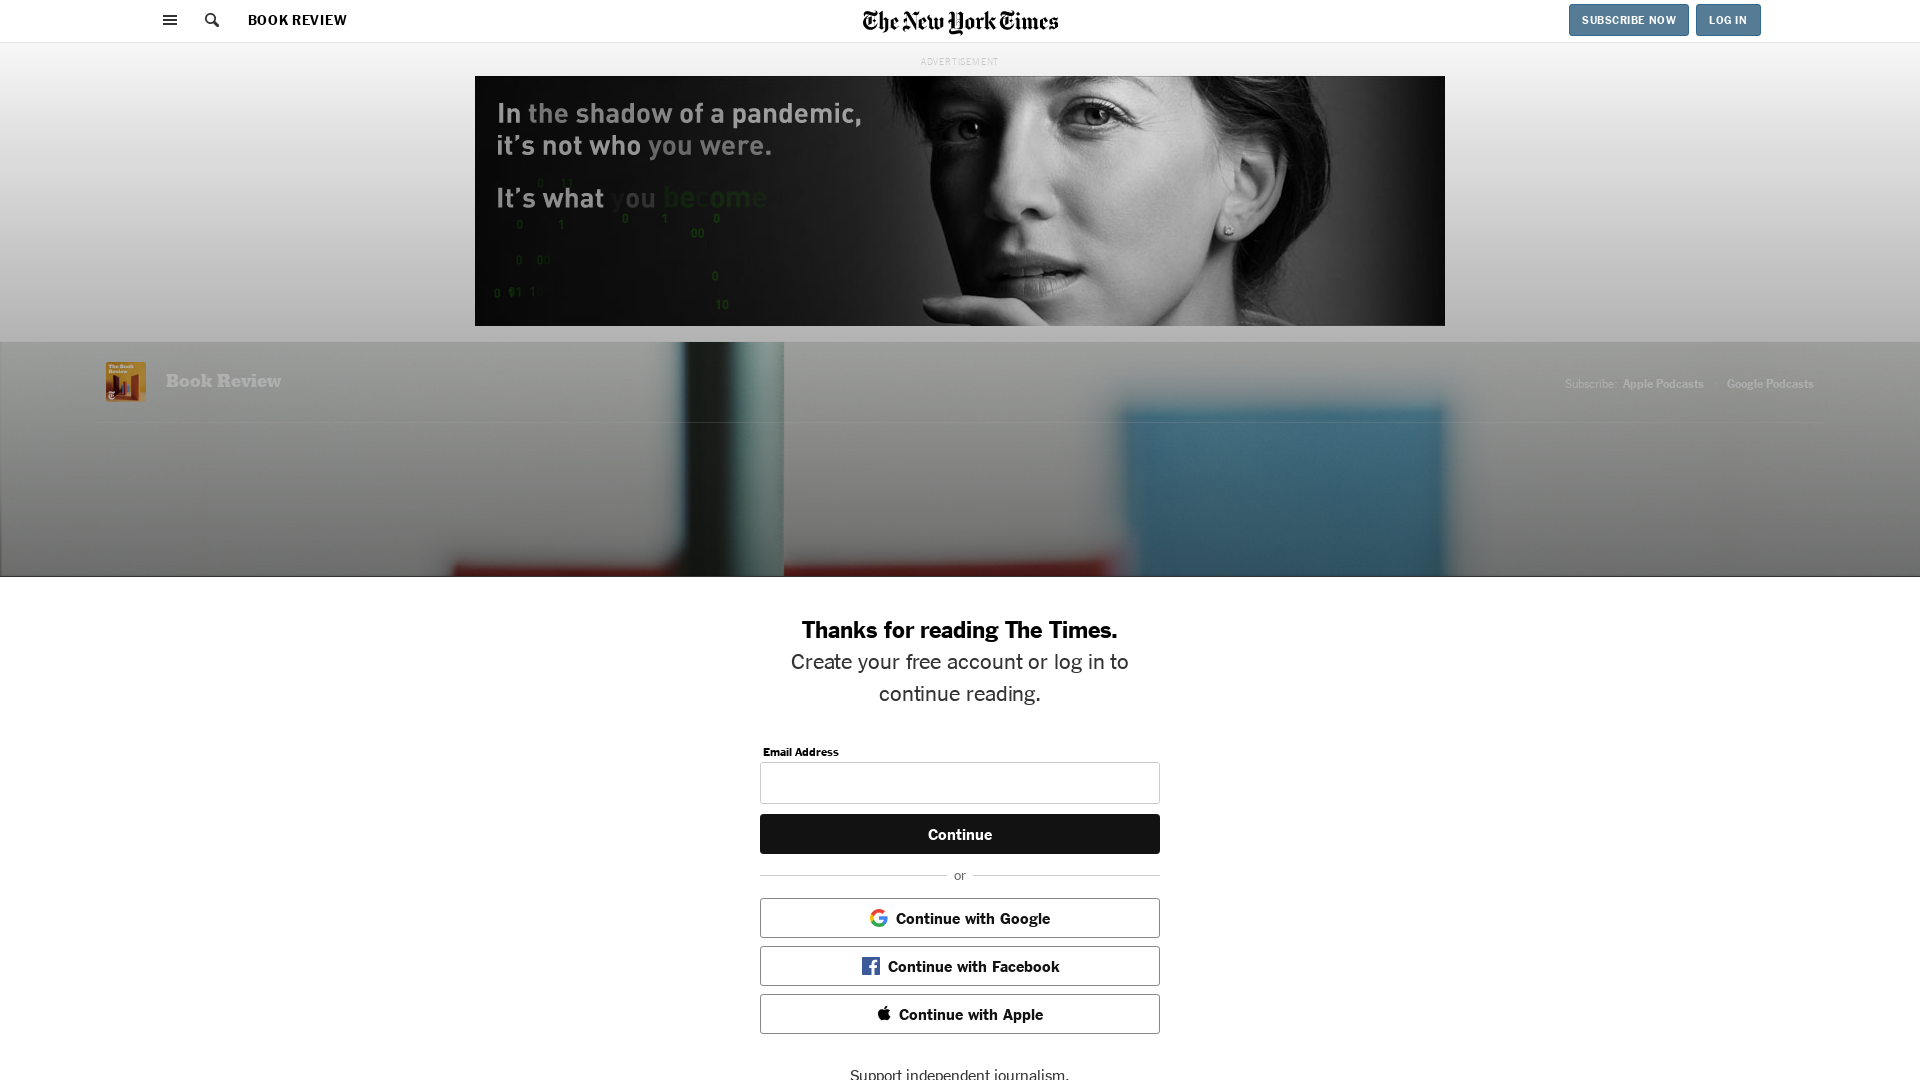 BOOK REVIEW
The New York Times
SUBSCRIBE NOW
LOG IN
ADVERTISEMENT
In the shadow of a pandemic,
it's not who you were.
It's what you become
Book Review
Subscribe:
Apple Podcasts
Google Podcasts
Thanks for reading The Times.
Create your free account or log in to
continue reading.
Email Address
Continue
or
Continue with Google
Continue with Facebook
Continue with Apple
Support independent journalism.